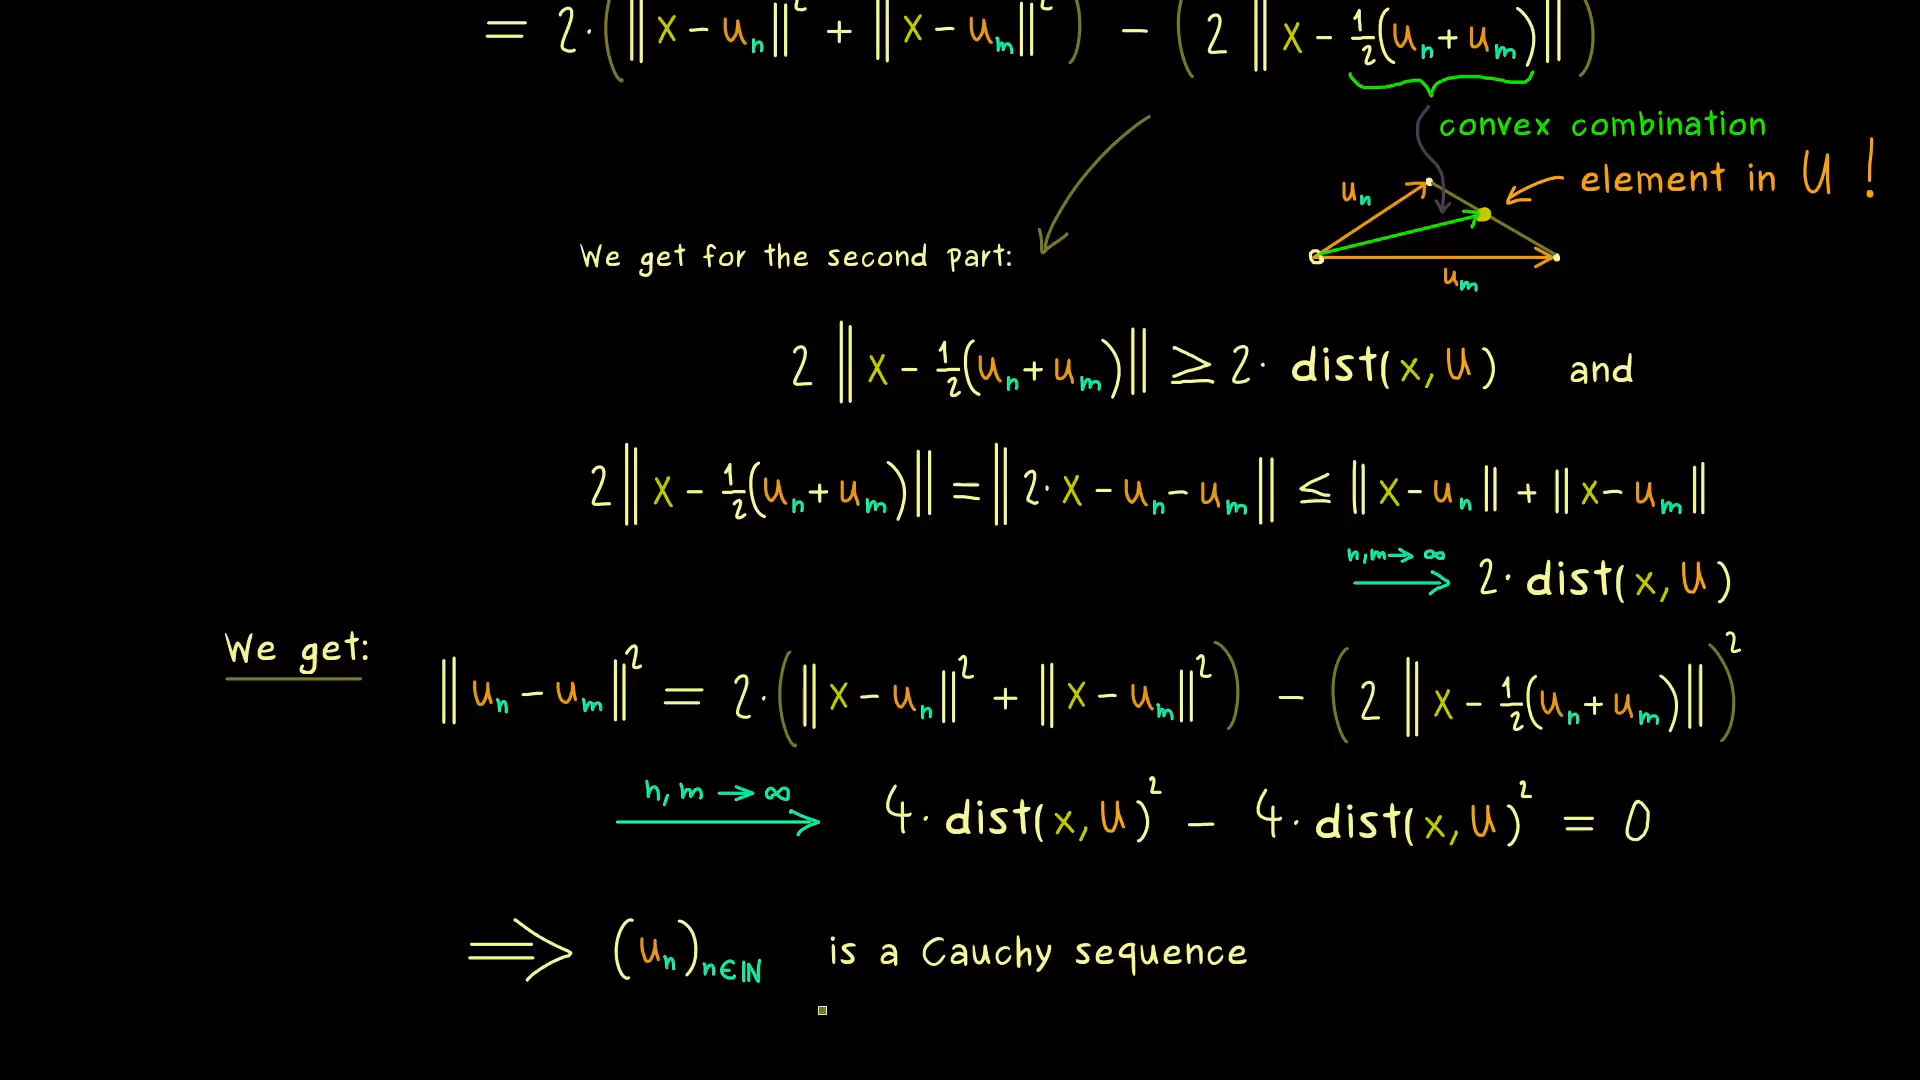 = 2·(‖x − uₙ‖² + ‖x − uₘ‖²) − (2 ‖x − ½(uₙ + uₘ)‖)
convex combination
element in U !
uₙ
We get for the second part:
uₘ
2 ‖x − ½(uₙ + uₘ)‖ ≥ 2· dist(x, U) and
2‖x − ½(uₙ + uₘ)‖ = ‖2·x − uₙ − uₘ‖ ≤ ‖x − uₙ‖ + ‖x − uₘ‖
n,m → ∞ ⟶ 2· dist(x, U)
We get: ‖uₙ − uₘ‖² = 2·(‖x − uₙ‖² + ‖x − uₘ‖²) − (2 ‖x − ½(uₙ + uₘ)‖)²
n, m → ∞ ⟶ 4· dist(x, U)² − 4· dist(x, U)² = 0
⟹ (uₙ)ₙ∈ℕ is a Cauchy sequence